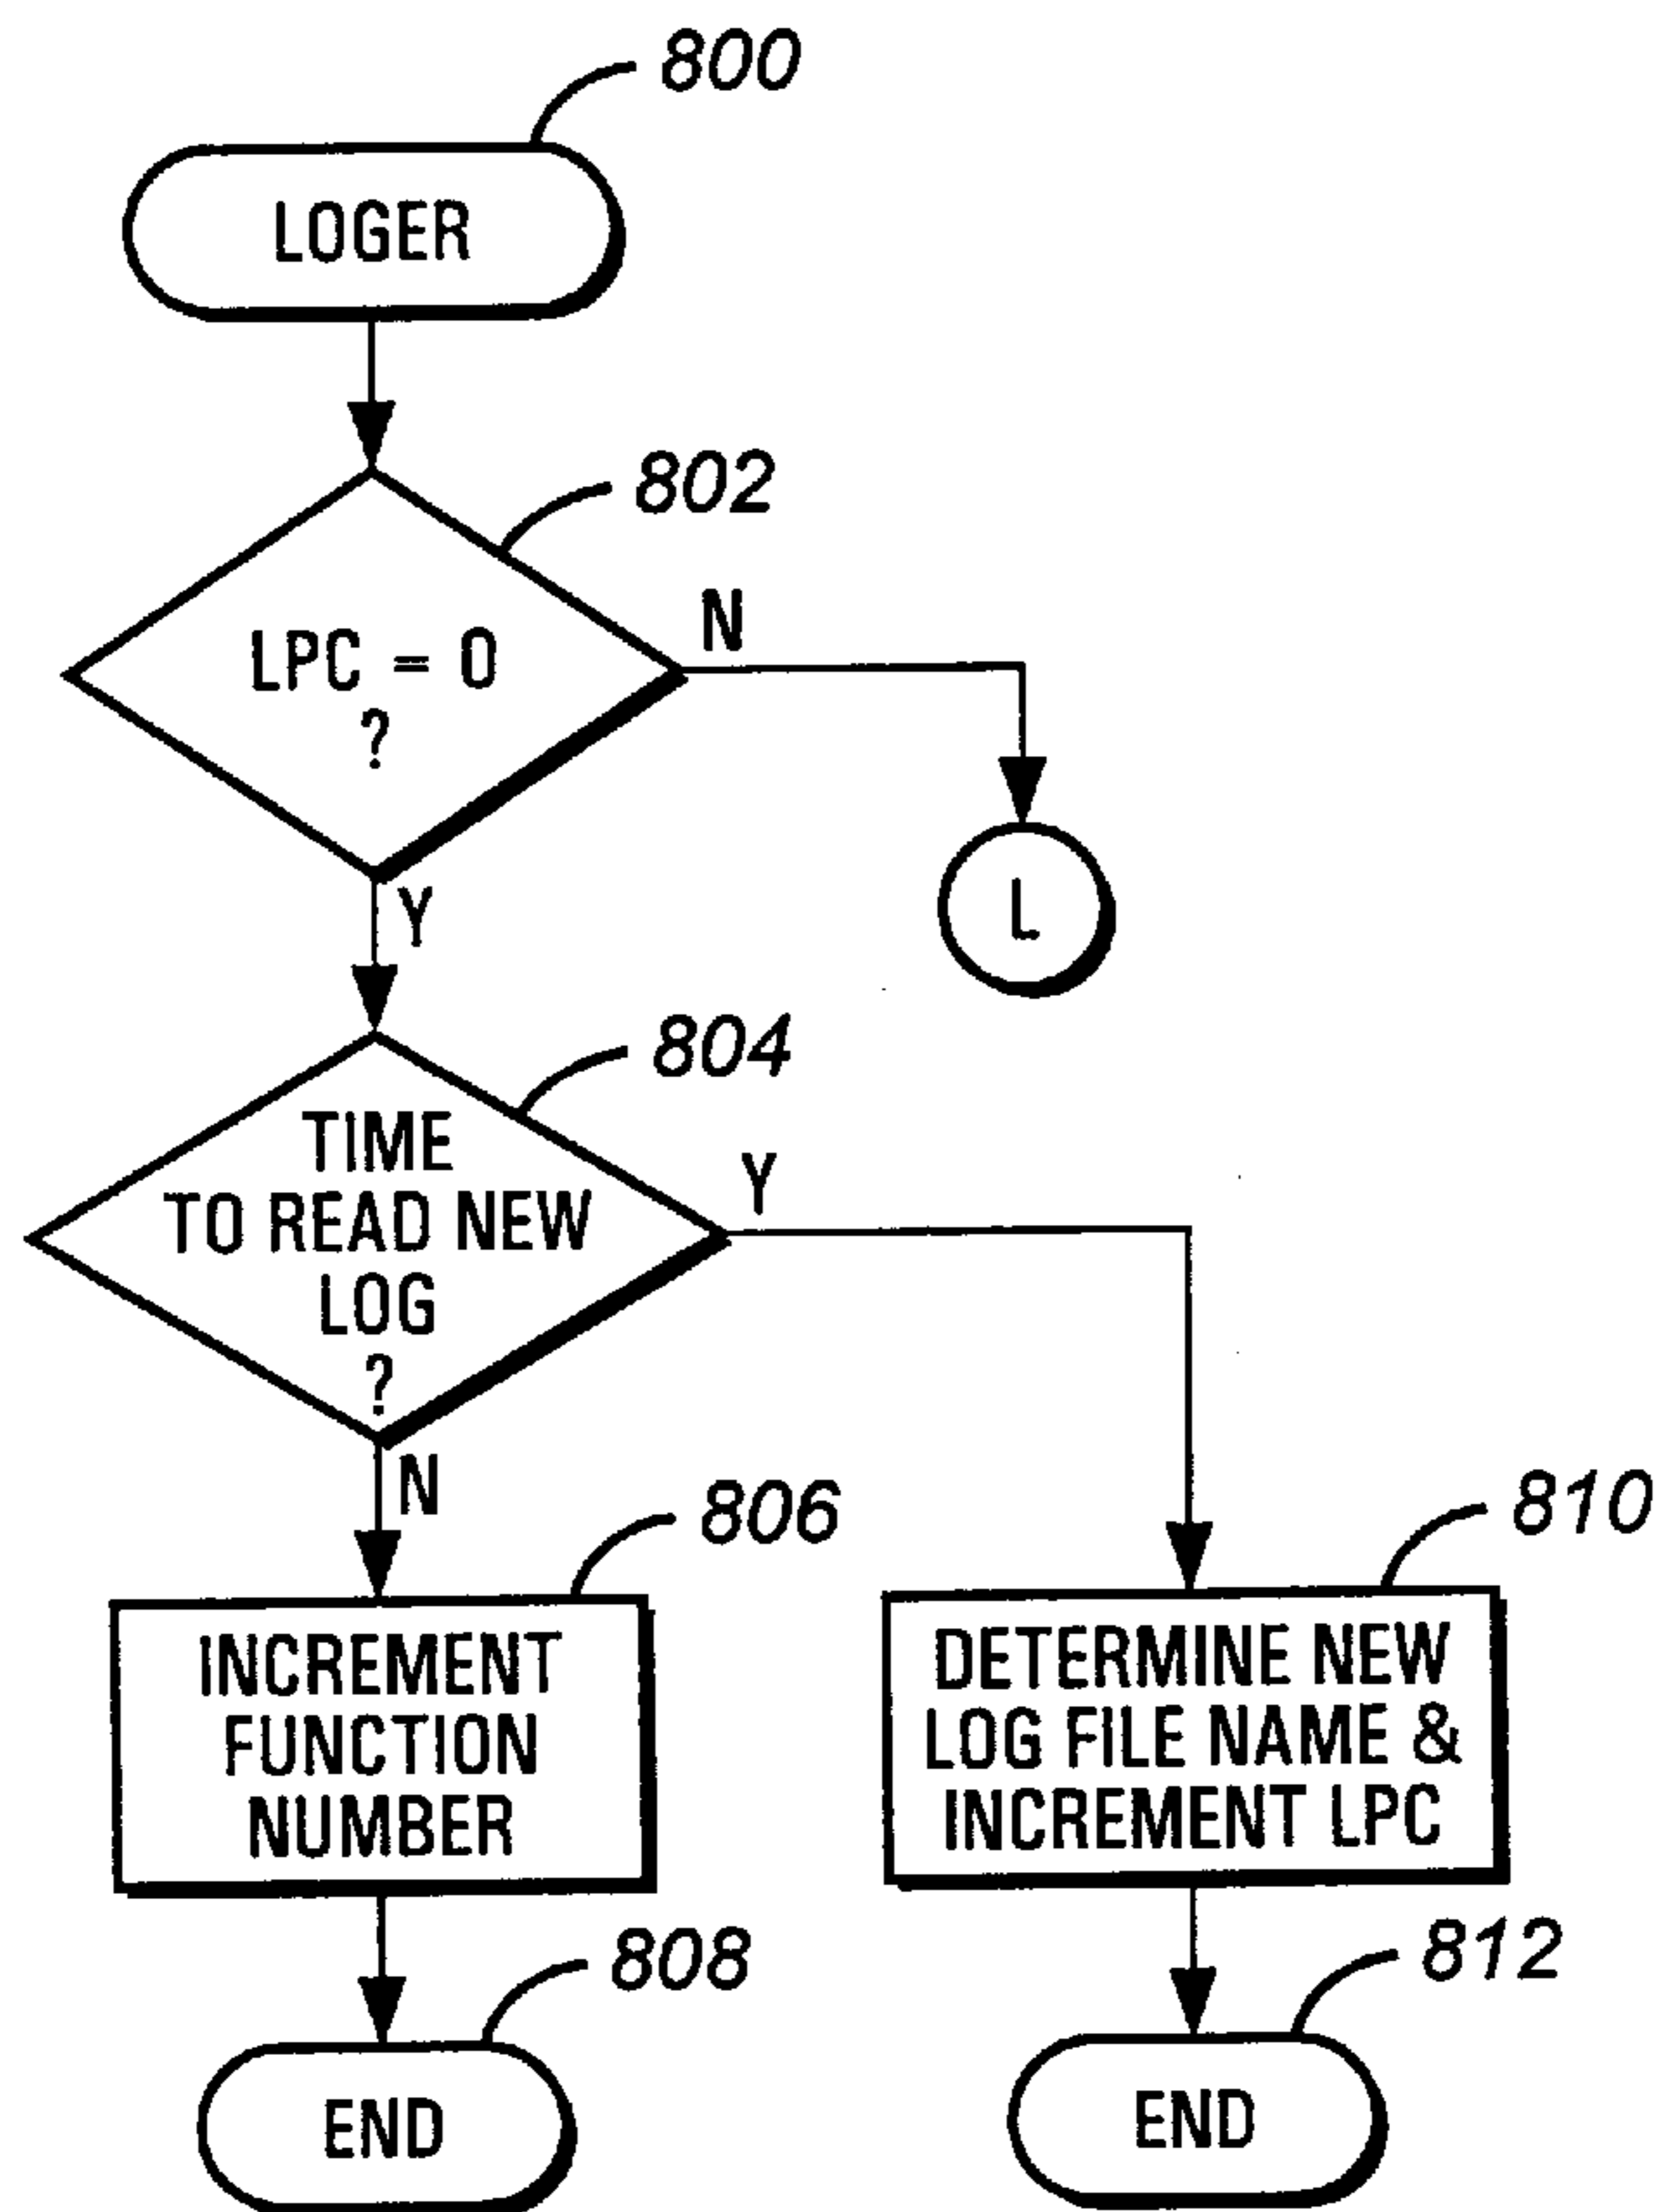 800
LOGER
802
LPC = 0
?
N
Y
L
804
TIME
TO READ NEW
LOG
?
Y
N
806
INCREMENT
FUNCTION
NUMBER
810
DETERMINE NEW
LOG FILE NAME &
INCREMENT LPC
808
END
812
END